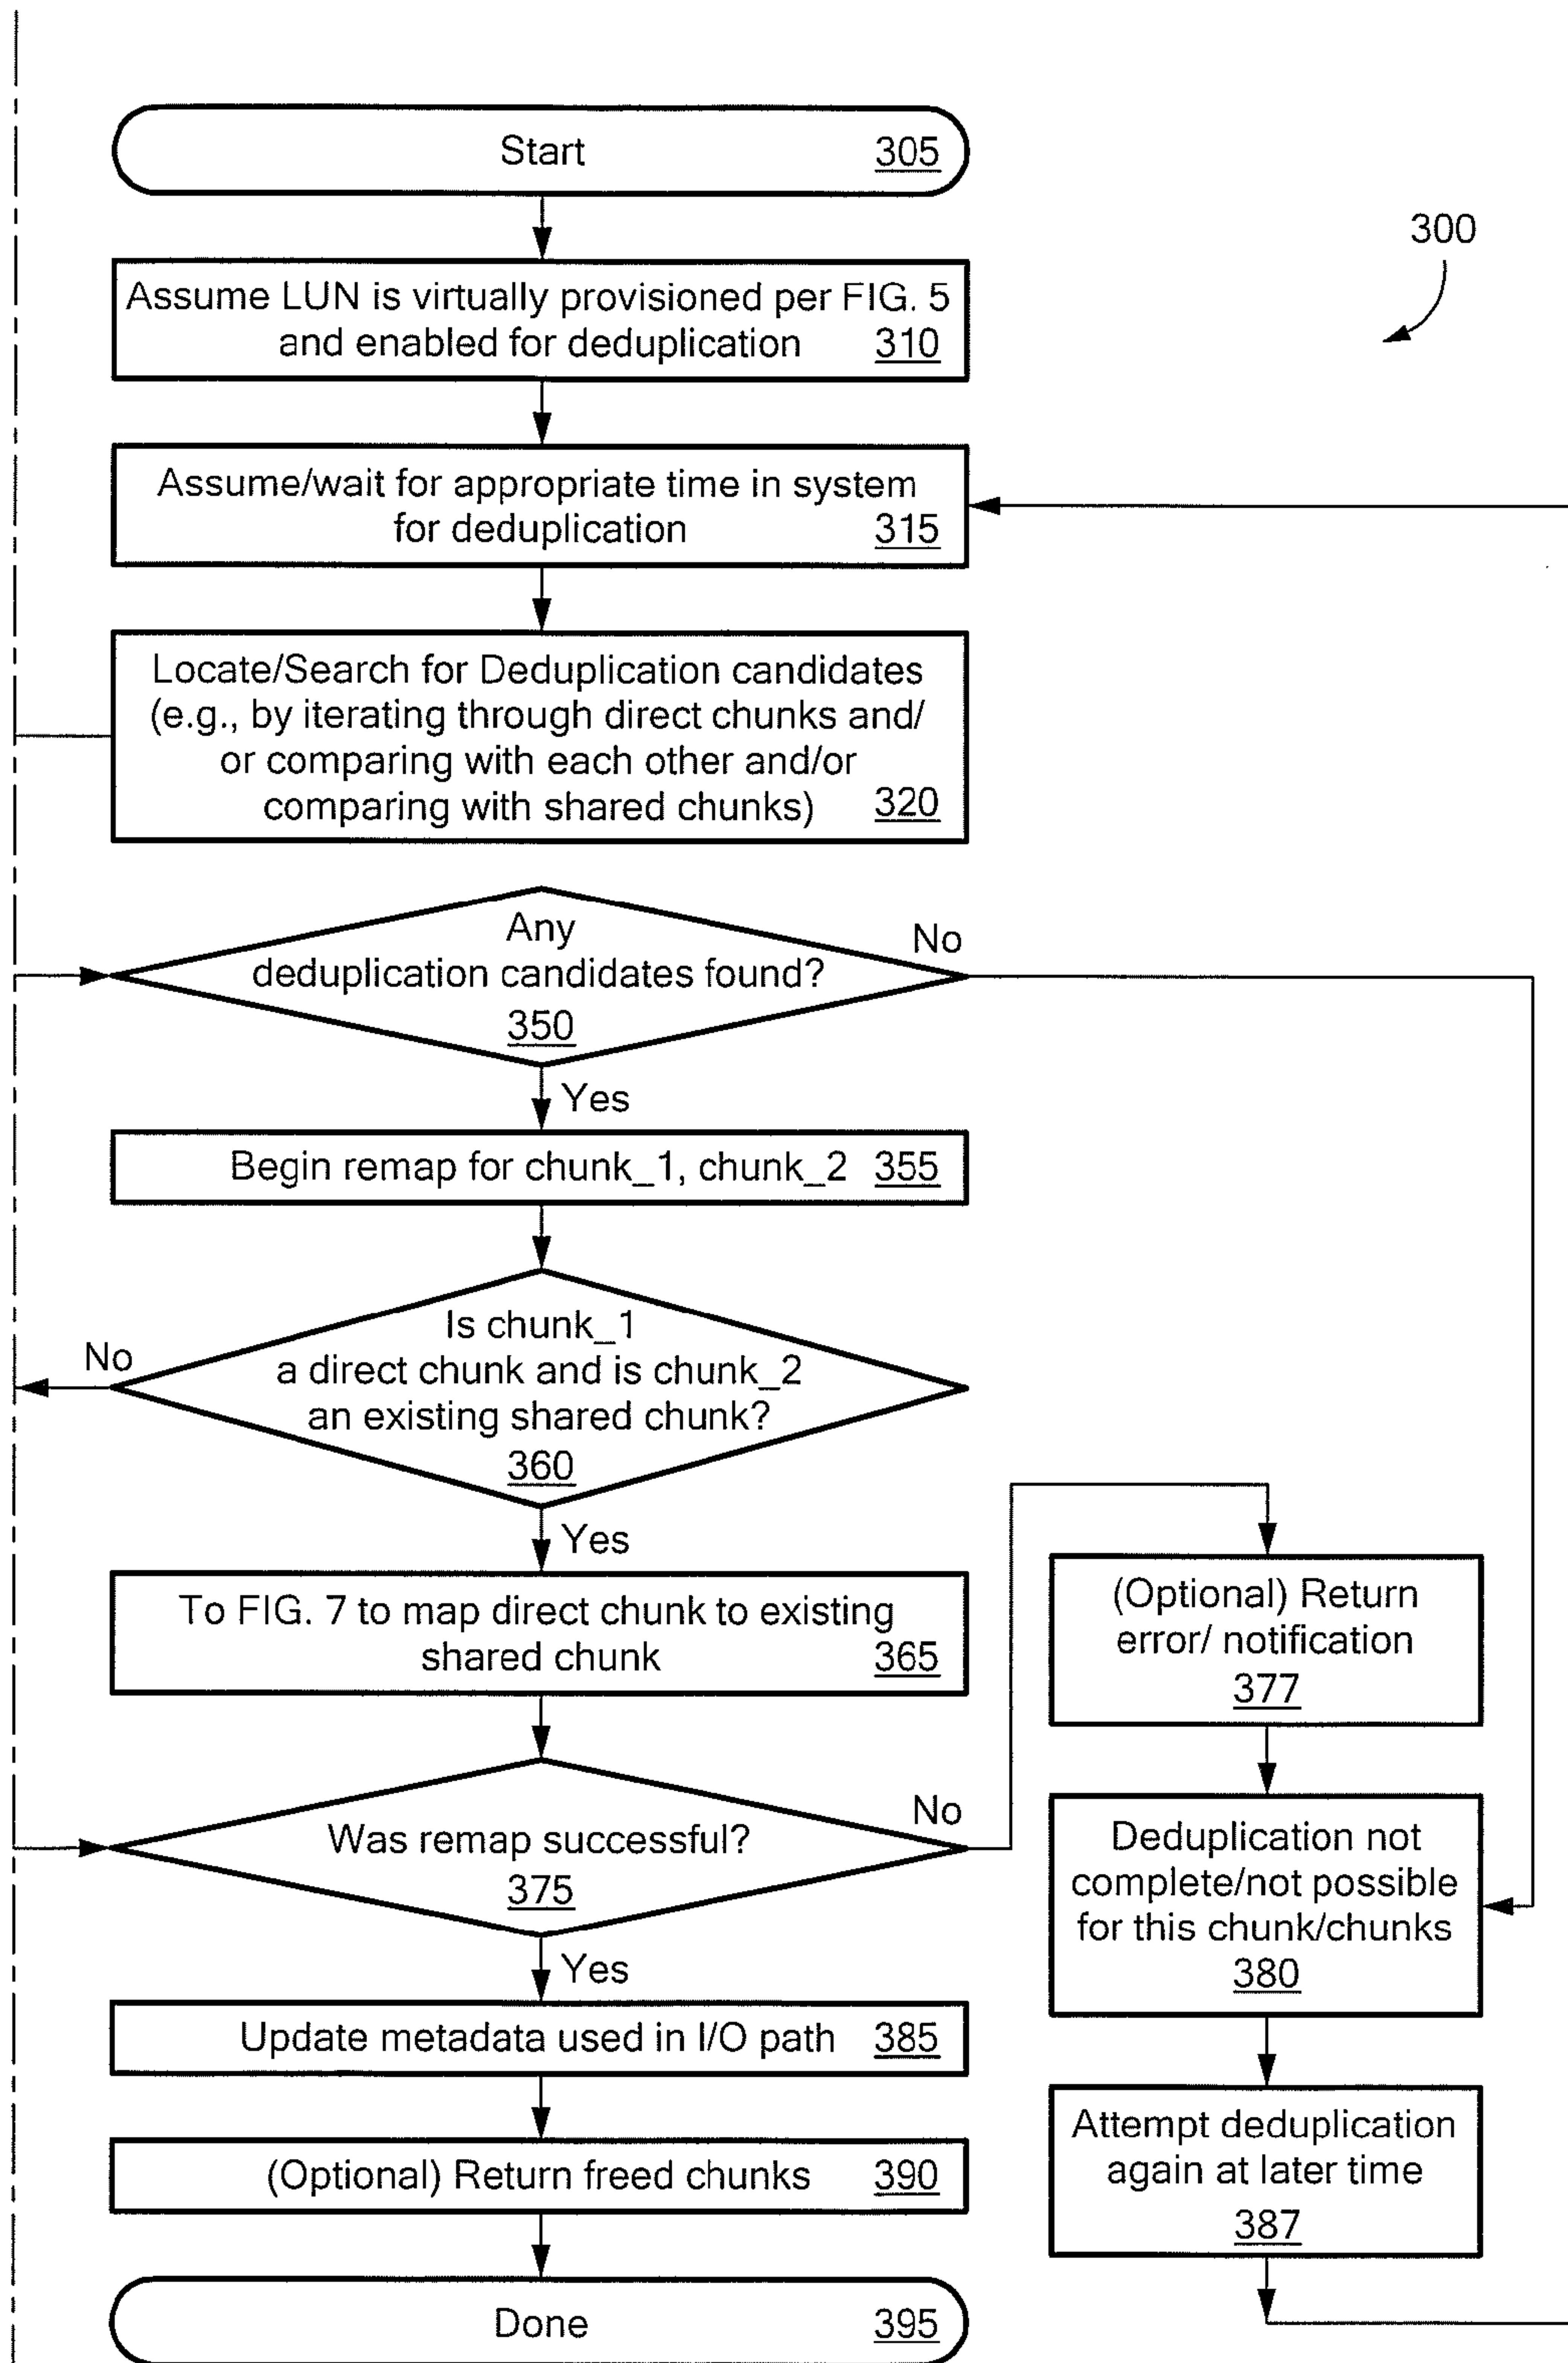 Start 305
300
Assume LUN is virtually provisioned per FIG. 5
and enabled for deduplication 310
Assume/wait for appropriate time in system
for deduplication 315
Locate/Search for Deduplication candidates
(e.g., by iterating through direct chunks and/
or comparing with each other and/or
comparing with shared chunks) 320
Any
deduplication candidates found?
350
No
Yes
Begin remap for chunk_1, chunk_2 355
Is chunk_1
a direct chunk and is chunk_2
an existing shared chunk?
360
No
Yes
To FIG. 7 to map direct chunk to existing
shared chunk 365
Was remap successful?
375
No
Yes
(Optional) Return
error/ notification
377
Deduplication not
complete/not possible
for this chunk/chunks
380
Attempt deduplication
again at later time
387
Update metadata used in I/O path 385
(Optional) Return freed chunks 390
Done 395